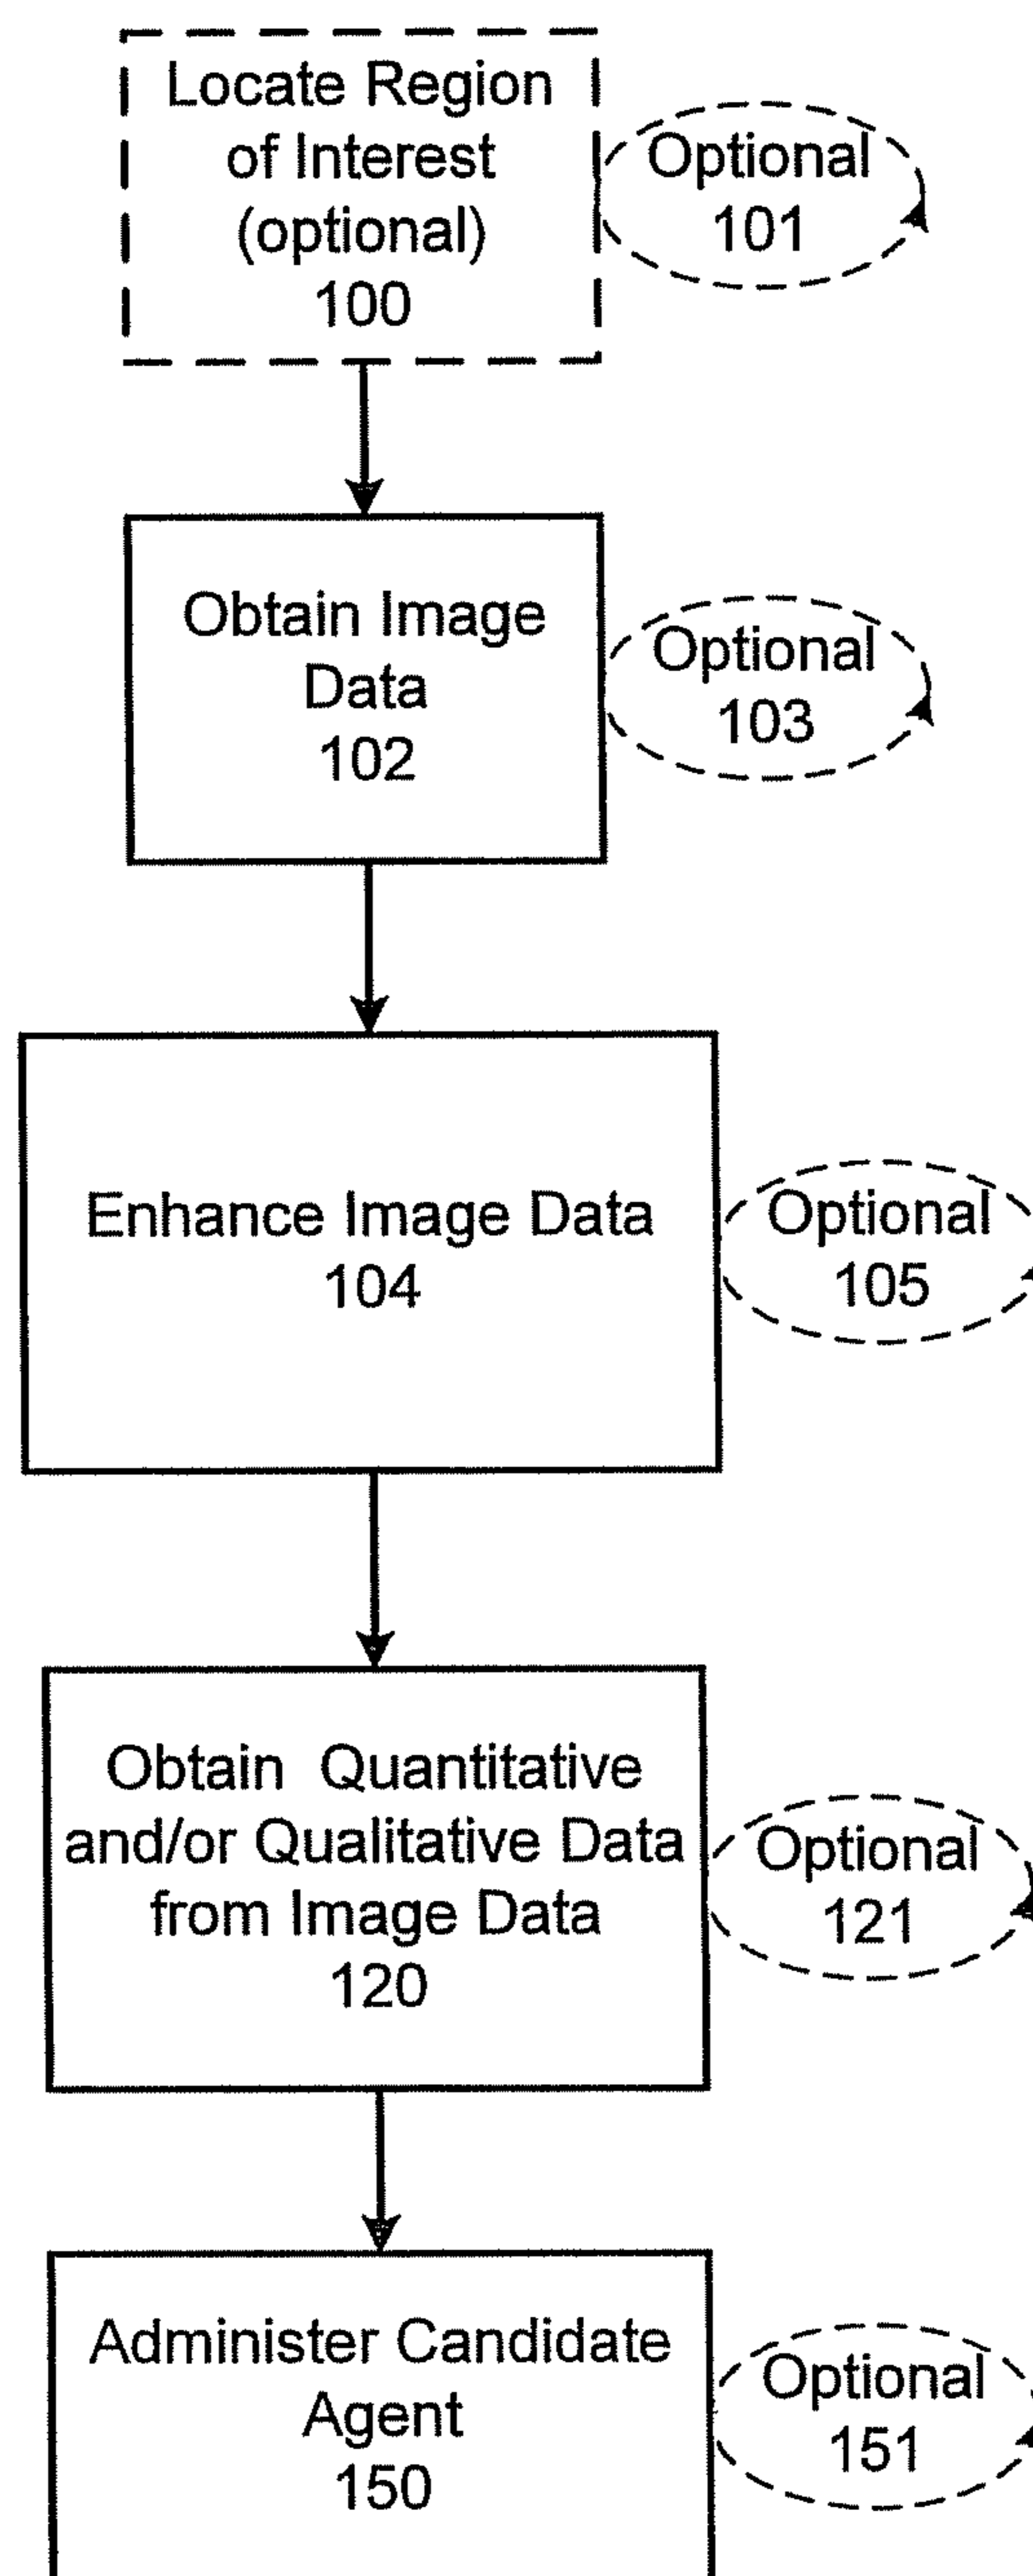 Locate Region
of Interest
(optional)
100
Optional
101
Obtain Image
Data
102
Optional
103
Enhance Image Data
104
Optional
105
Obtain Quantitative
and/or Qualitative Data
from Image Data
120
Optional
121
Administer Candidate
Agent
150
Optional
151